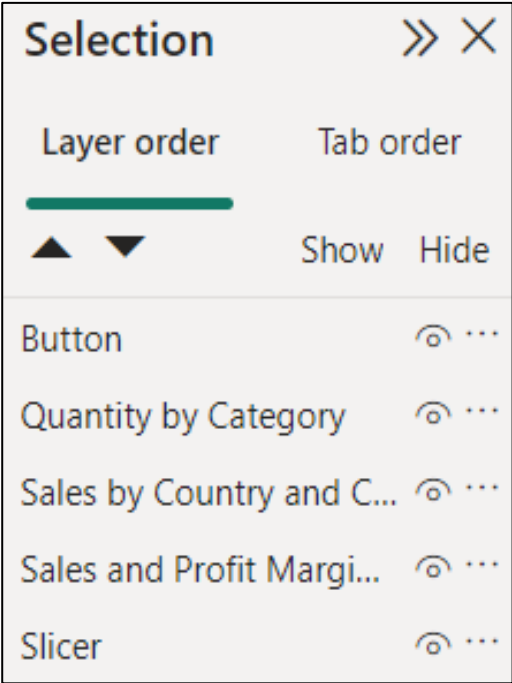 Selection
Layer order Tab order
Show Hide
Button
Quantity by Category
Sales by Country and C...
Sales and Profit Margi...
Slicer